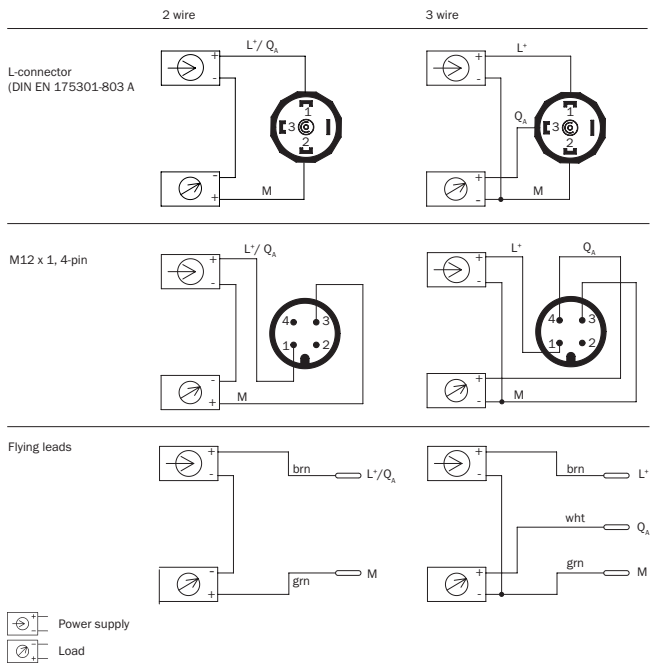 2 wire
3 wire
L-connector
(DIN EN 175301-803 A
+
-
L⁺/ Q_A
1
3
2
-
+
M
+
-
L⁺
Q_A
1
3
2
+
-
M
M12 x 1, 4-pin
+
-
L⁺/ Q_A
4
3
1
2
-
+
M
+
-
L⁺
Q_A
4
3
1
2
+
-
M
Flying leads
+
-
brn
L⁺/Q_A
-
+
grn
M
+
-
brn
L⁺
wht
Q_A
+
-
grn
M
+
-
Power supply
-
+
Load